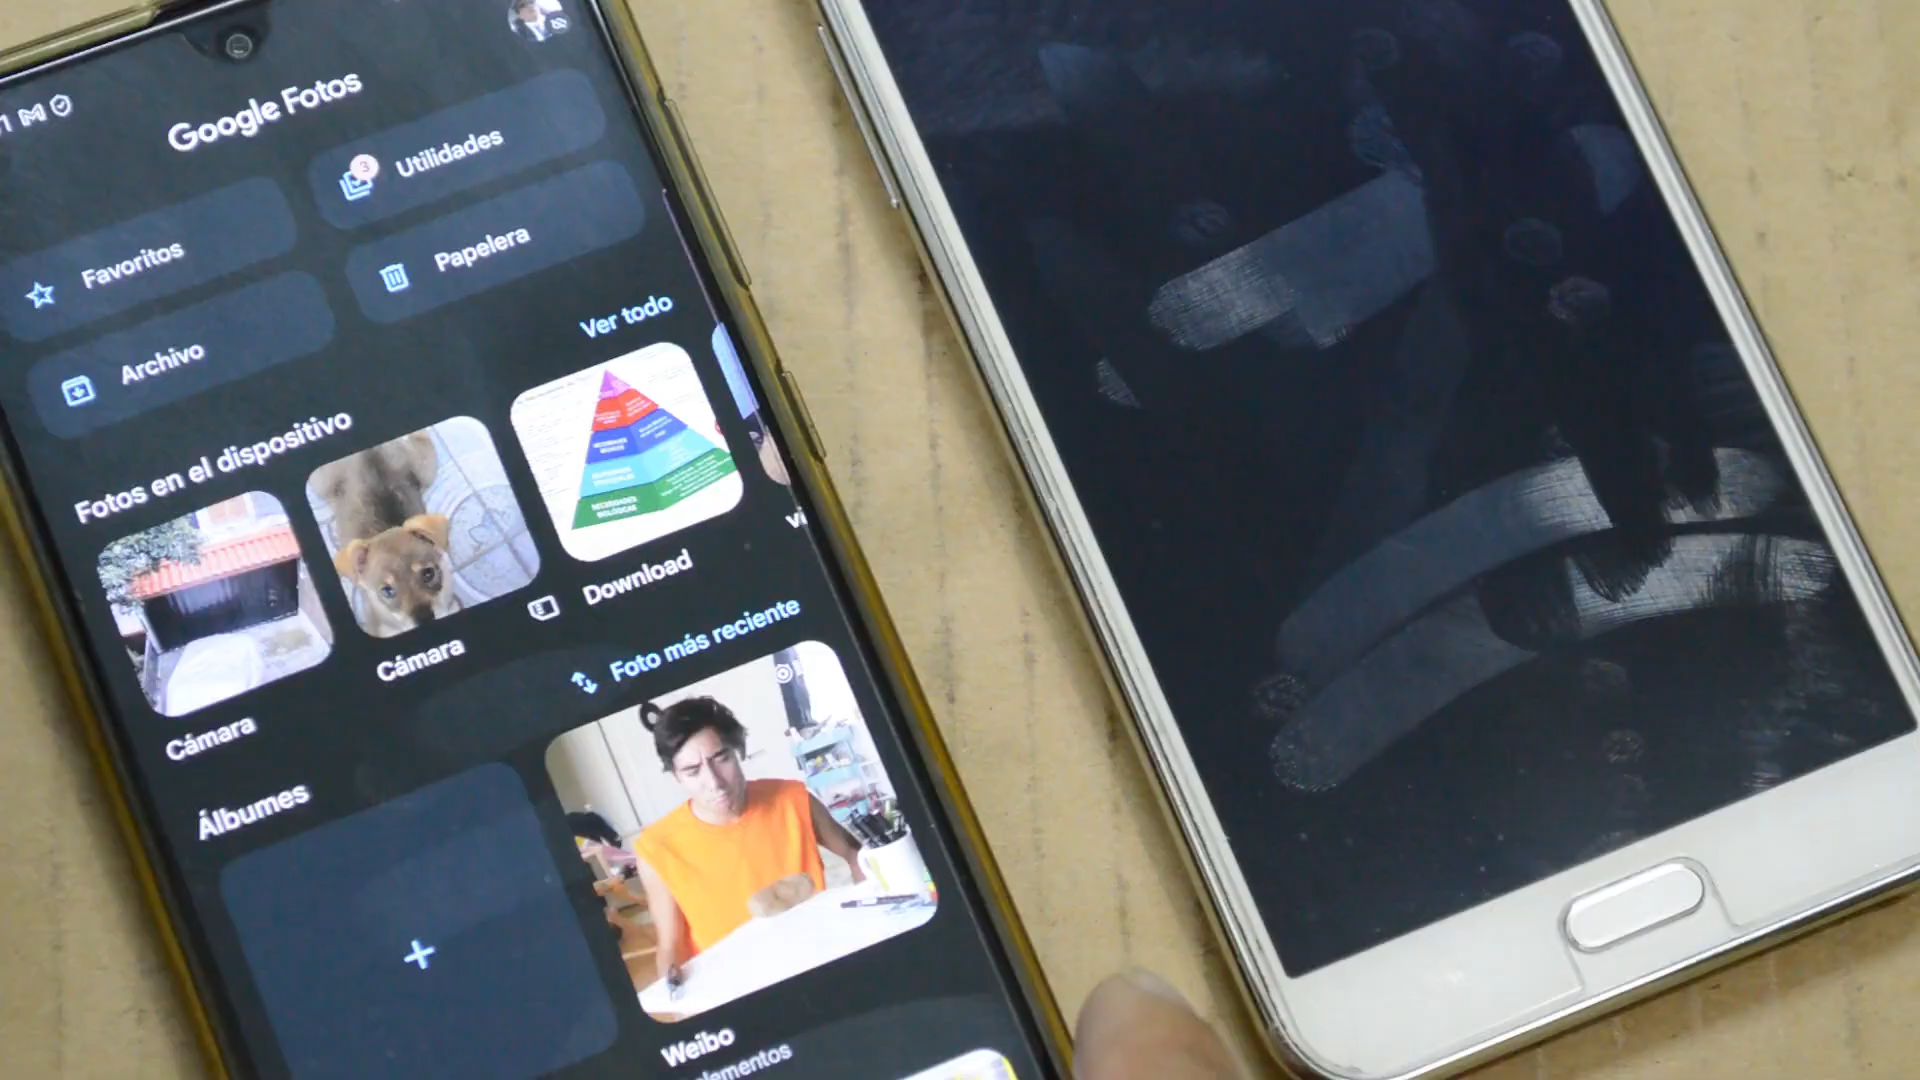 Google Fotos
Favoritos
Utilidades
3
Archivo
Papelera
Fotos en el dispositivo
Ver todo
Cámara
Cámara
Download
Álbumes
Foto más reciente
Weibo